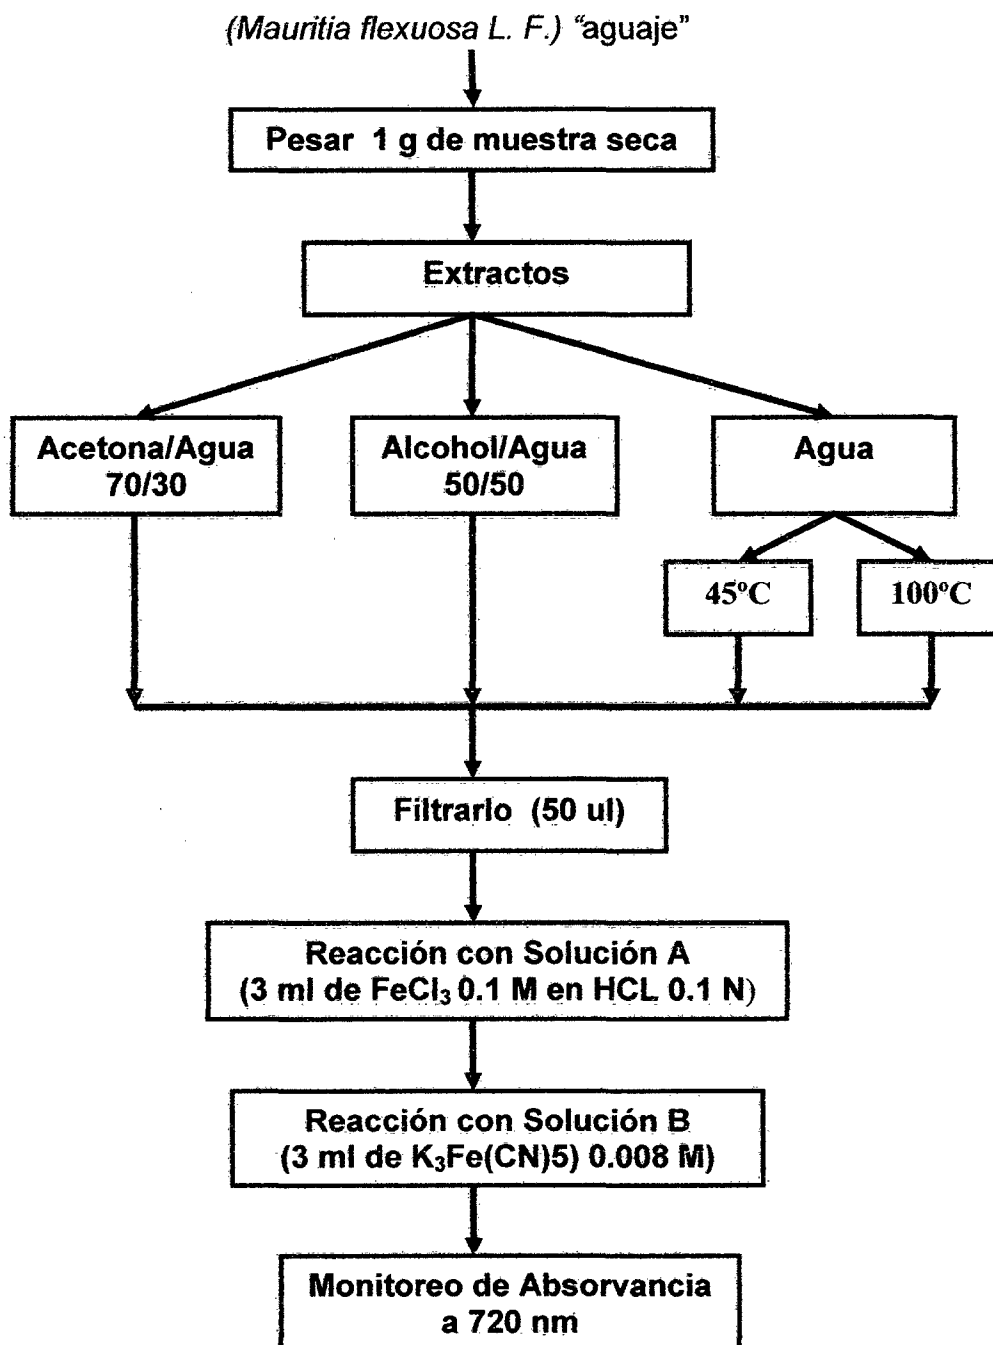 (Mauritia flexuosa L. F.) “aguaje”
Pesar 1 g de muestra seca
Extractos
Acetona/Agua
70/30
Alcohol/Agua
50/50
Agua
45ºC
100ºC
Filtrarlo (50 ul)
Reacción con Solución A
(3 ml de FeCl₃ 0.1 M en HCL 0.1 N)
Reacción con Solución B
(3 ml de K₃Fe(CN)5) 0.008 M)
Monitoreo de Absorvancia
a 720 nm